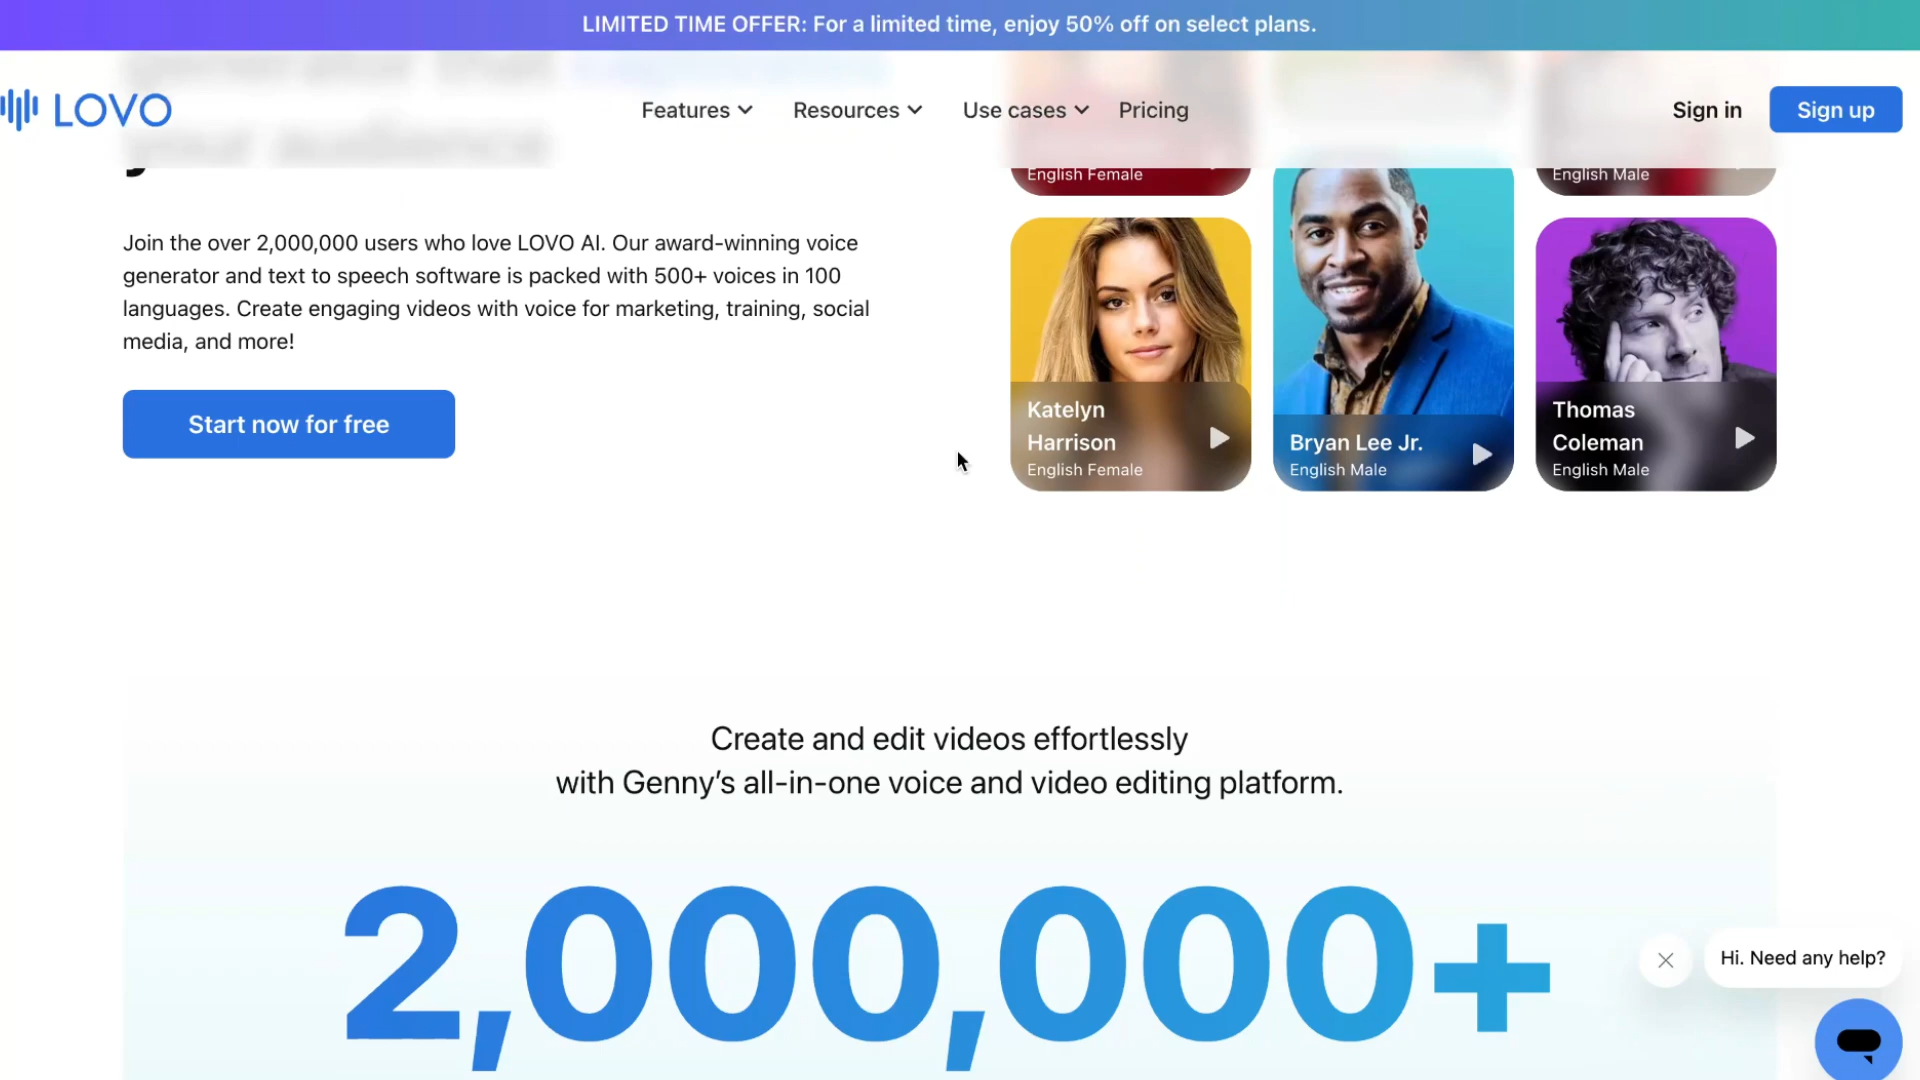 LIMITED TIME OFFER: For a limited time, enjoy 50% off on select plans.
LOVO
Features
Resources
Use cases
Pricing
Sign in
Sign up
your audience
English Female
English Male
Join the over 2,000,000 users who love LOVO AI. Our award-winning voice
generator and text to speech software is packed with 500+ voices in 100
languages. Create engaging videos with voice for marketing, training, social
media, and more!
Start now for free
Katelyn
Harrison
English Female
Bryan Lee Jr.
English Male
Thomas
Coleman
English Male
Create and edit videos effortlessly
with Genny's all-in-one voice and video editing platform.
2,000,000+
Hi. Need any help?